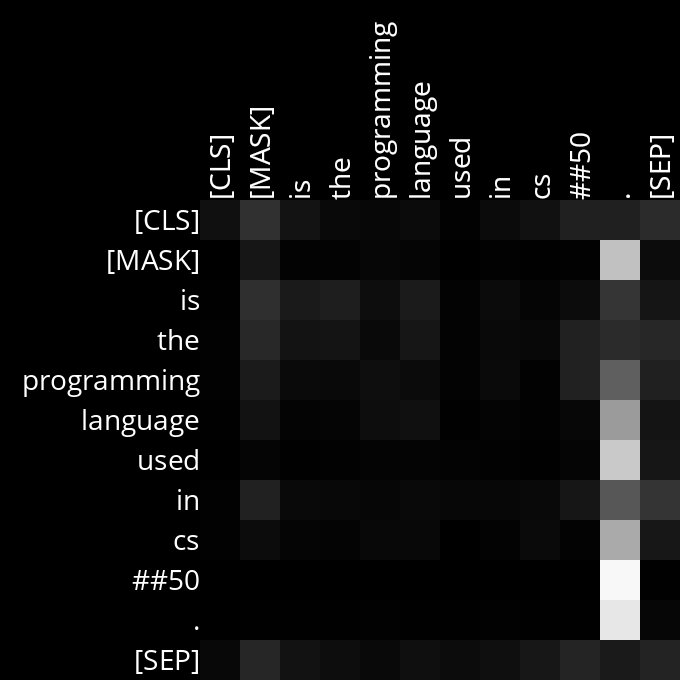 [CLS]
[MASK]
is
the
programming
language
used
in
cs
##50
.
[SEP]
[CLS]
[MASK]
is
the
programming
language
used
in
cs
##50
.
[SEP]